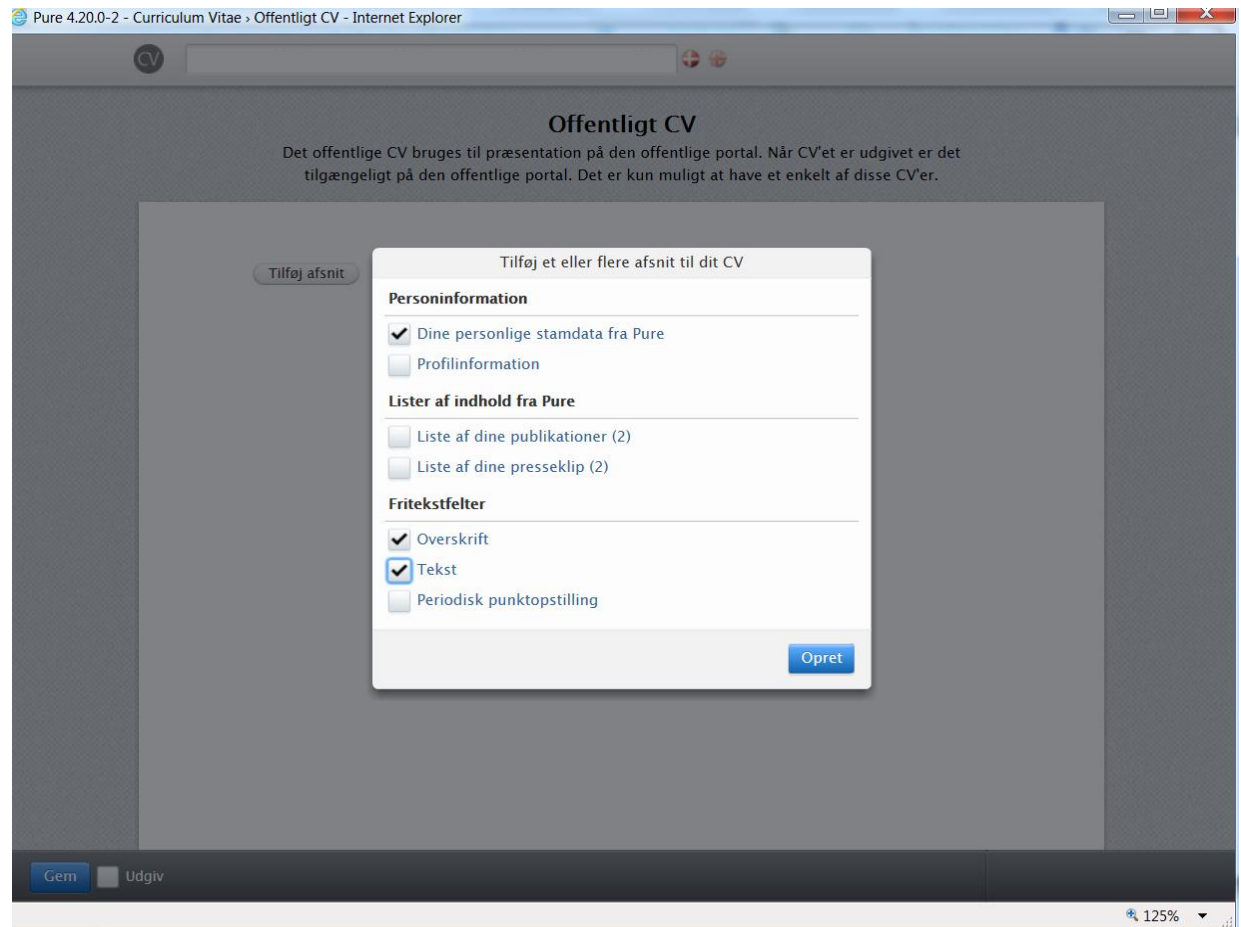 Pure 4.20.0-2 - Curriculum Vitae › Offentligt CV - Internet Explorer
CV
Offentligt CV
Det offentlige CV bruges til præsentation på den offentlige portal. Når CV'et er udgivet er det
tilgængeligt på den offentlige portal. Det er kun muligt at have et enkelt af disse CV'er.
Tilføj afsnit
Tilføj et eller flere afsnit til dit CV
Personinformation
Dine personlige stamdata fra Pure
Profilinformation
Lister af indhold fra Pure
Liste af dine publikationer (2)
Liste af dine presseklip (2)
Fritekstfelter
Overskrift
Tekst
Periodisk punktopstilling
Opret
Gem Udgiv
125%